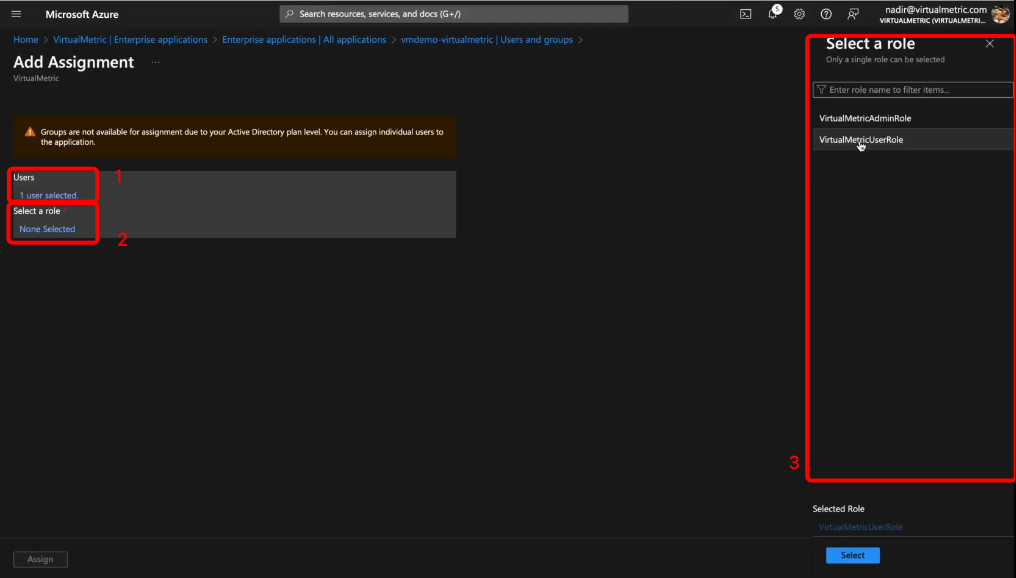 Microsoft Azure
Search resources, services, and docs (G+/)
5
nadir@virtualmetric.com
VIRTUALMETRIC (VIRTUALMETRI...
Home > VirtualMetric | Enterprise applications > Enterprise applications | All applications > vmdemo-virtualmetric | Users and groups >
Add Assignment ...
VirtualMetric
Groups are not available for assignment due to your Active Directory plan level. You can assign individual users to
the application.
Users
1
1 user selected.
Select a role *
None Selected
2
Assign
Select a role
Only a single role can be selected
Enter role name to filter items...
VirtualMetricAdminRole
VirtualMetricUserRole
3
Selected Role
VirtualMetricUserRole
Select